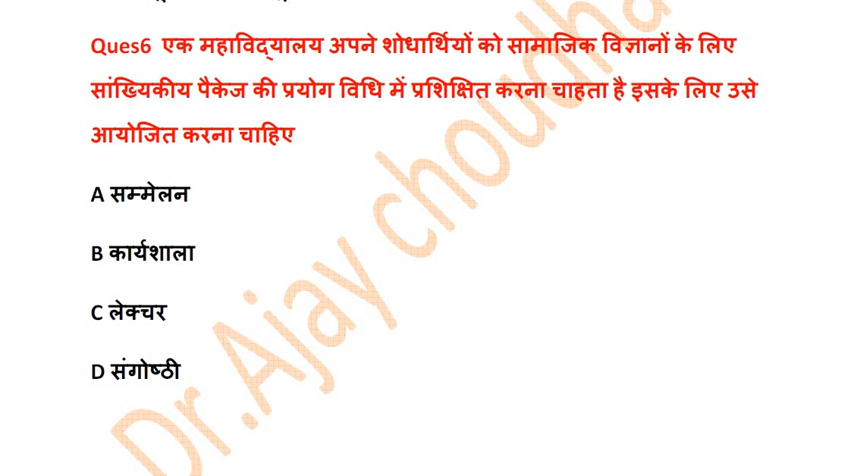 Ques6 एक महाविद्यालय अपने शोधार्थियों को सामाजिक विज्ञानों के लिए
सांख्यिकीय पैकेज की प्रयोग विधि में प्रशिक्षित करना चाहता है इसके लिए उसे
आयोजित करना चाहिए
A सम्मेलन
B कार्यशाला
C लेक्चर
D संगोष्ठी
Dr.Ajay choudha